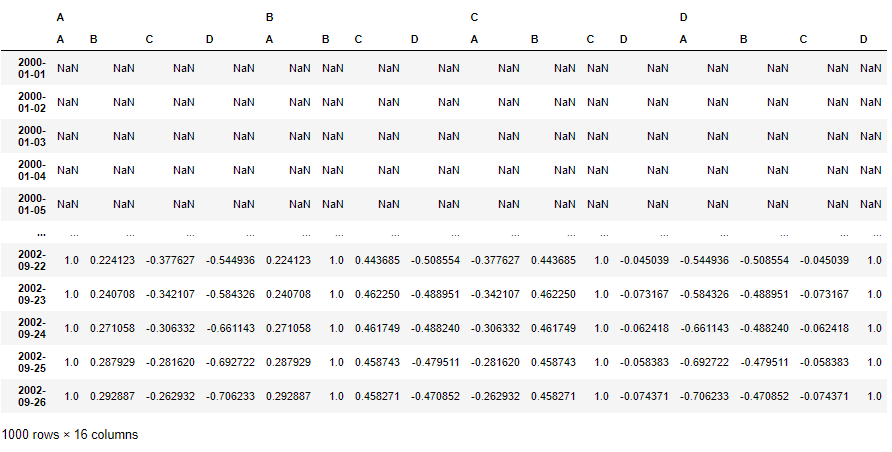 A B C D
A B C D A B C D A B C D A B C D
2000-
01-01 NaN NaN NaN NaN NaN NaN NaN NaN NaN NaN NaN NaN NaN NaN NaN NaN
2000-
01-02 NaN NaN NaN NaN NaN NaN NaN NaN NaN NaN NaN NaN NaN NaN NaN NaN
2000-
01-03 NaN NaN NaN NaN NaN NaN NaN NaN NaN NaN NaN NaN NaN NaN NaN NaN
2000-
01-04 NaN NaN NaN NaN NaN NaN NaN NaN NaN NaN NaN NaN NaN NaN NaN NaN
2000-
01-05 NaN NaN NaN NaN NaN NaN NaN NaN NaN NaN NaN NaN NaN NaN NaN NaN
... ... ... ... ... ... ... ... ... ... ... ... ... ... ... ... ...
2002-
09-22 1.0 0.224123 -0.377627 -0.544936 0.224123 1.0 0.443685 -0.508554 -0.377627 0.443685 1.0 -0.045039 -0.544936 -0.508554 -0.045039 1.0
2002-
09-23 1.0 0.240708 -0.342107 -0.584326 0.240708 1.0 0.462250 -0.488951 -0.342107 0.462250 1.0 -0.073167 -0.584326 -0.488951 -0.073167 1.0
2002-
09-24 1.0 0.271058 -0.306332 -0.661143 0.271058 1.0 0.461749 -0.488240 -0.306332 0.461749 1.0 -0.062418 -0.661143 -0.488240 -0.062418 1.0
2002-
09-25 1.0 0.287929 -0.281620 -0.692722 0.287929 1.0 0.458743 -0.479511 -0.281620 0.458743 1.0 -0.058383 -0.692722 -0.479511 -0.058383 1.0
2002-
09-26 1.0 0.292887 -0.262932 -0.706233 0.292887 1.0 0.458271 -0.470852 -0.262932 0.458271 1.0 -0.074371 -0.706233 -0.470852 -0.074371 1.0
1000 rows × 16 columns